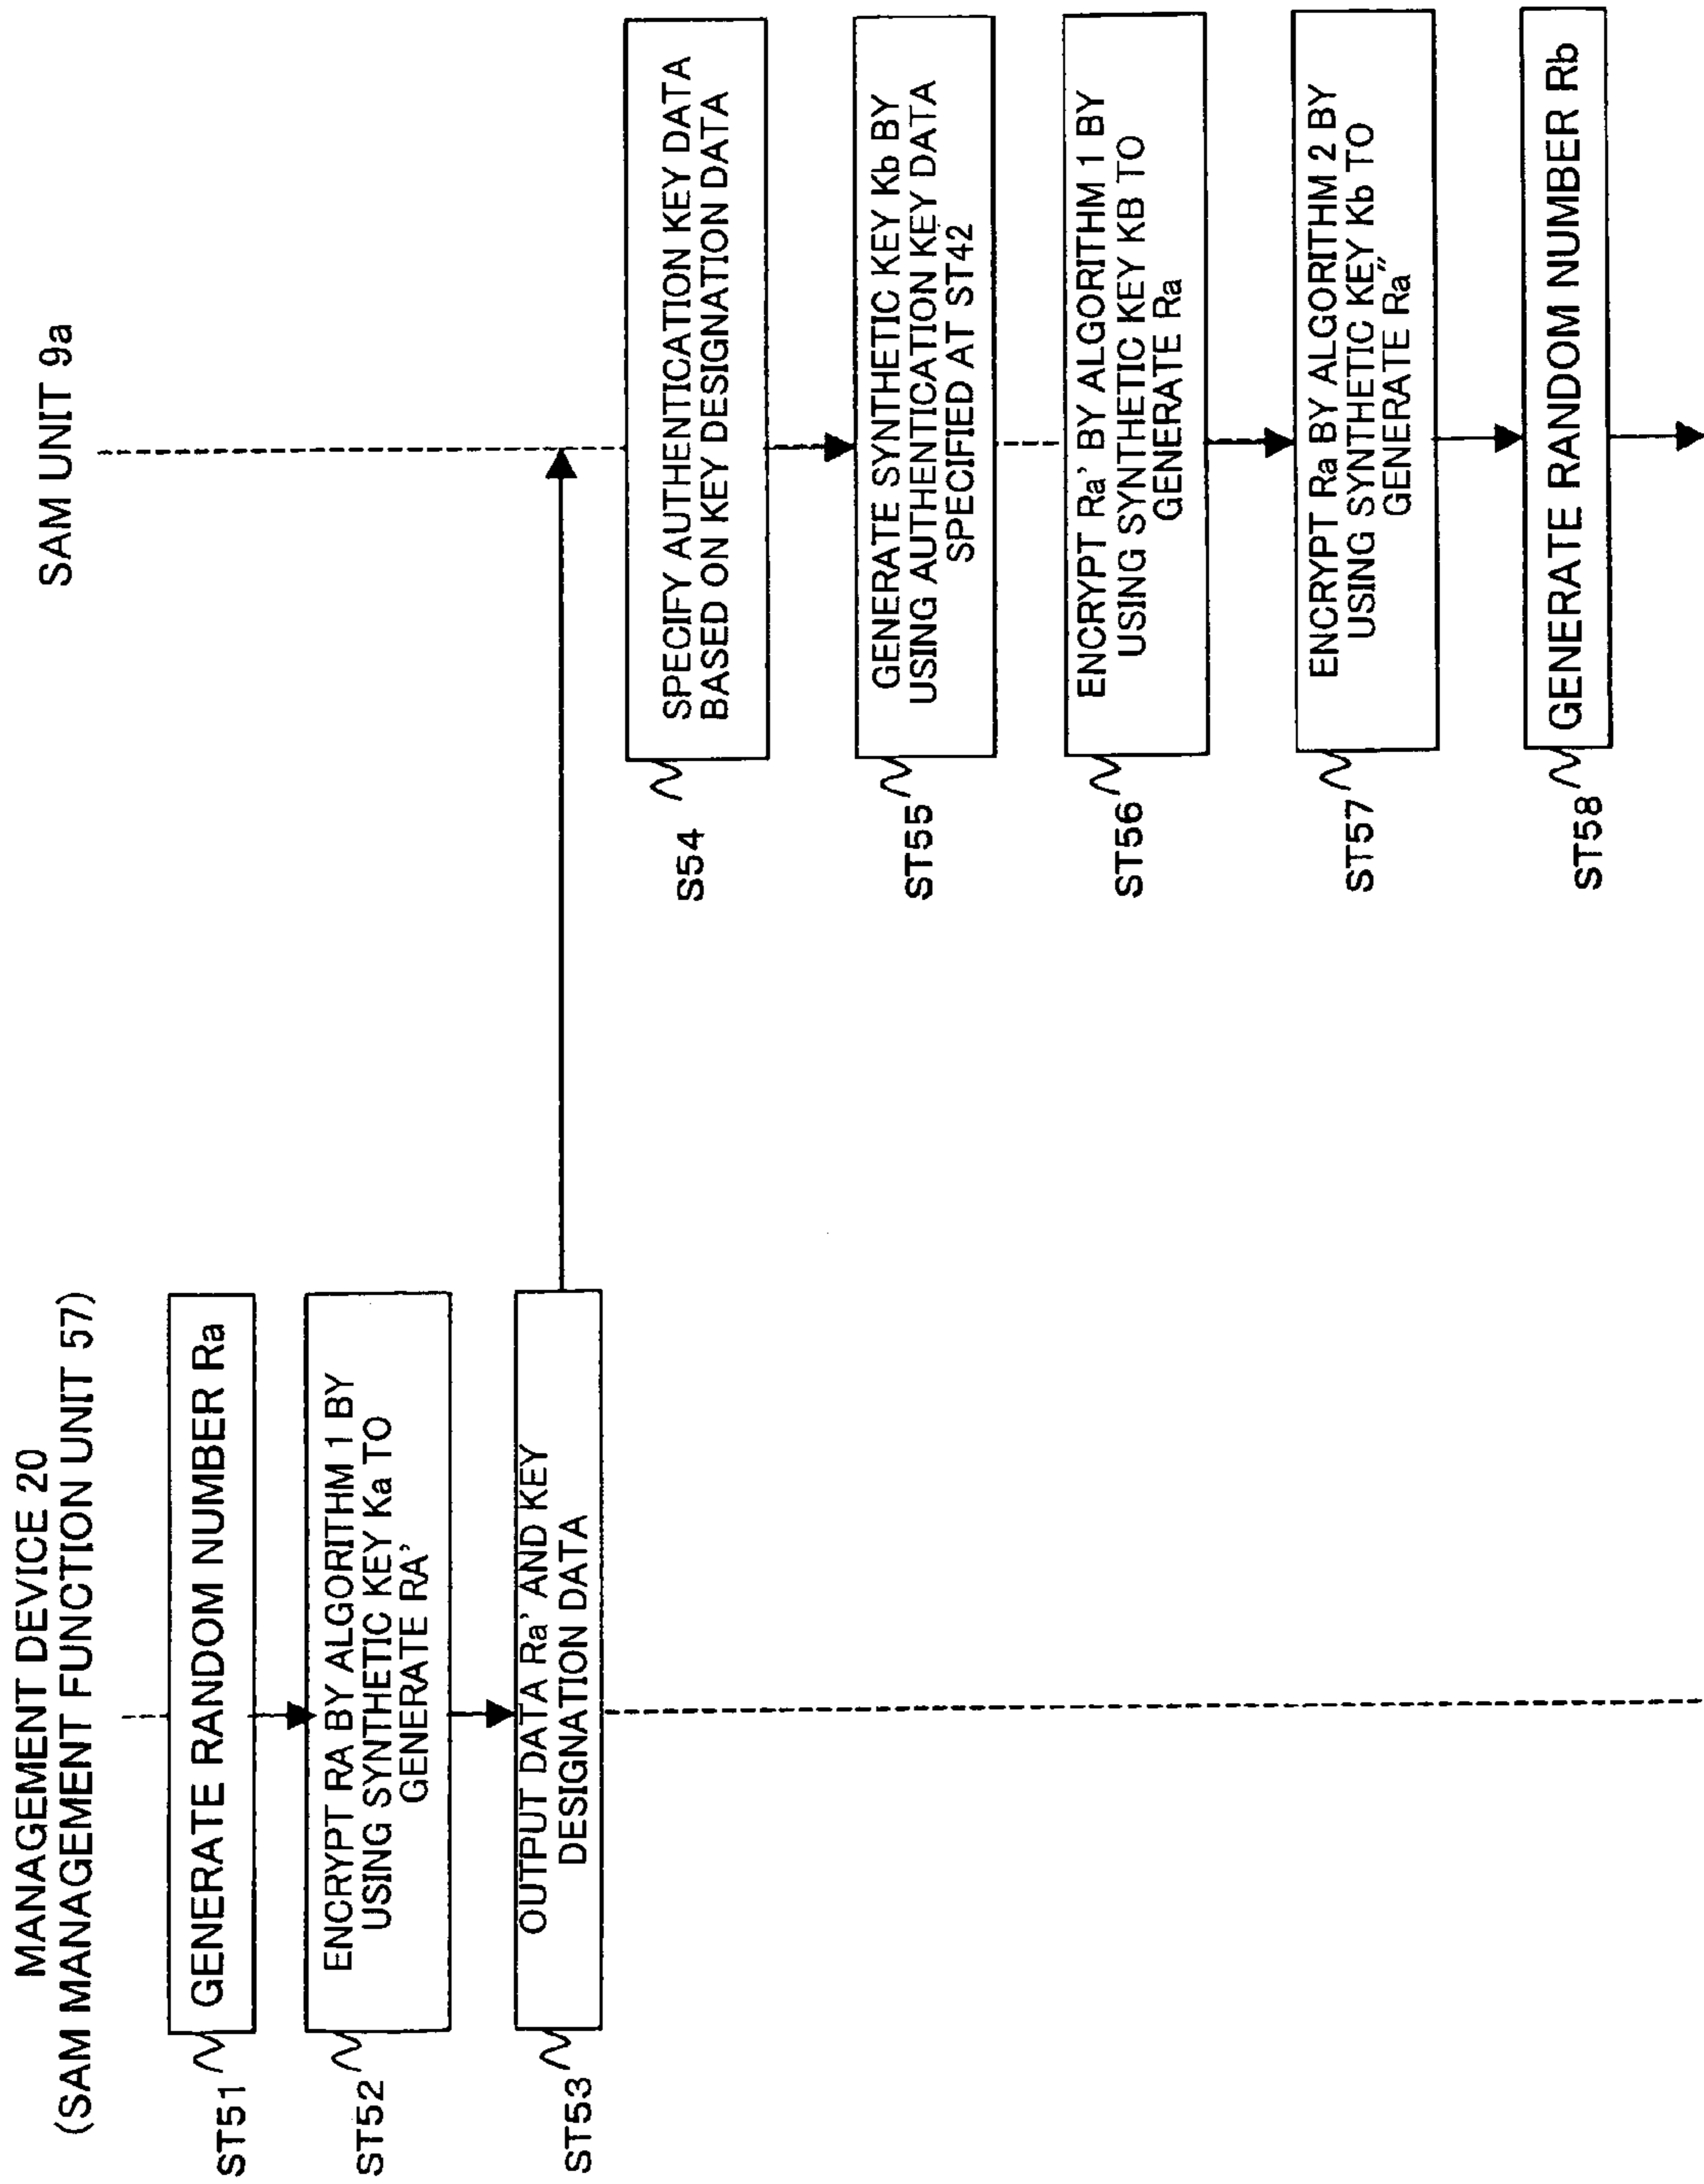 MANAGEMENT DEVICE 20
(SAM MANAGEMENT FUNCTION UNIT 57)
ST51
GENERATE RANDOM NUMBER Ra
ST52
ENCRYPT RA BY ALGORITHM 1 BY
USING SYNTHETIC KEY Ka TO
GENERATE RA'
ST53
OUTPUT DATA Ra' AND KEY
DESIGNATION DATA
SAM UNIT 9a
S54
SPECIFY AUTHENTICATION KEY DATA
BASED ON KEY DESIGNATION DATA
ST55
GENERATE SYNTHETIC KEY Kb BY
USING AUTHENTICATION KEY DATA
SPECIFIED AT ST42
ST56
ENCRYPT Ra' BY ALGORITHM 1 BY
USING SYNTHETIC KEY KB TO
GENERATE Ra
ST57
ENCRYPT Ra BY ALGORITHM 2 BY
USING SYNTHETIC KEY Kb TO
GENERATE Ra"
ST58
GENERATE RANDOM NUMBER Rb